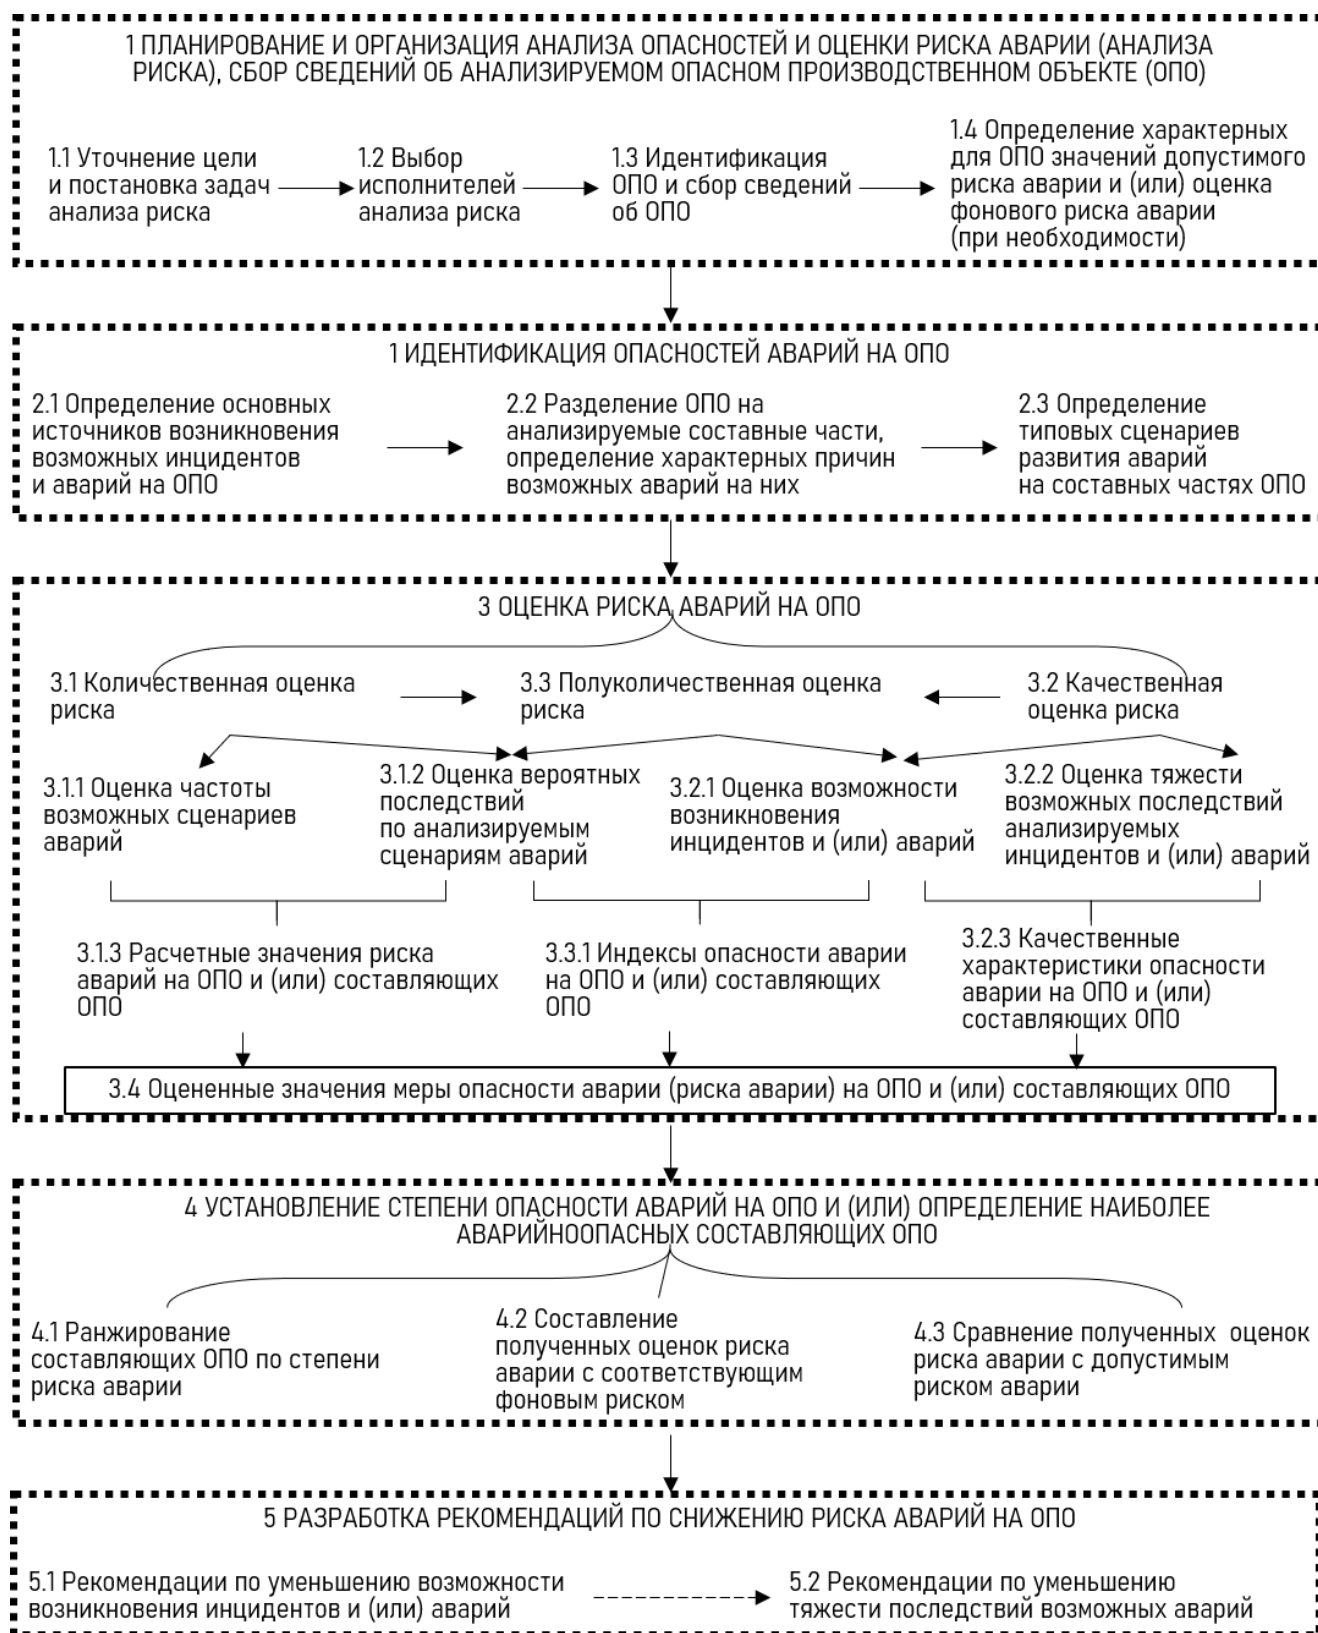 1 ПЛАНИРОВАНИЕ И ОРГАНИЗАЦИЯ АНАЛИЗА ОПАСНОСТЕЙ И ОЦЕНКИ РИСКА АВАРИИ (АНАЛИЗА
РИСКА), СБОР СВЕДЕНИЙ ОБ АНАЛИЗИРУЕМОМ ОПАСНОМ ПРОИЗВОДСТВЕННОМ ОБЪЕКТЕ (ОПО)
1.1 Уточнение цели
и постановка задач
анализа риска
1.2 Выбор
исполнителей
анализа риска
1.3 Идентификация
ОПО и сбор сведений
об ОПО
1.4 Определение характерных
для ОПО значений допустимого
риска аварии и (или) оценка
фонового риска аварии
(при необходимости)
1 ИДЕНТИФИКАЦИЯ ОПАСНОСТЕЙ АВАРИЙ НА ОПО
2.1 Определение основных
источников возникновения
возможных инцидентов
и аварий на ОПО
2.2 Разделение ОПО на
анализируемые составные части,
определение характерных причин
возможных аварий на них
2.3 Определение
типовых сценариев
развития аварий
на составных частях ОПО
3 ОЦЕНКА РИСКА АВАРИЙ НА ОПО
3.1 Количественная оценка
риска
3.3 Полуколичественная оценка
риска
3.2 Качественная
оценка риска
3.1.1 Оценка частоты
возможных сценариев
аварий
3.1.2 Оценка вероятных
последствий
по анализируемым
сценариям аварий
3.2.1 Оценка возможности
возникновения
инцидентов и (или) аварий
3.2.2 Оценка тяжести
возможных последствий
анализируемых
инцидентов и (или) аварий
3.1.3 Расчетные значения риска
аварий на ОПО и (или) составляющих
ОПО
3.3.1 Индексы опасности аварии
на ОПО и (или) составляющих
ОПО
3.2.3 Качественные
характеристики опасности
аварии на ОПО и (или)
составляющих ОПО
3.4 Оцененные значения меры опасности аварии (риска аварии) на ОПО и (или) составляющих ОПО
4 УСТАНОВЛЕНИЕ СТЕПЕНИ ОПАСНОСТИ АВАРИЙ НА ОПО И (ИЛИ) ОПРЕДЕЛЕНИЕ НАИБОЛЕЕ
АВАРИЙНООПАСНЫХ СОСТАВЛЯЮЩИХ ОПО
4.1 Ранжирование
составляющих ОПО по степени
риска аварии
4.2 Составление
полученных оценок риска
аварии с соответствующим
фоновым риском
4.3 Сравнение полученных оценок
риска аварии с допустимым
риском аварии
5 РАЗРАБОТКА РЕКОМЕНДАЦИЙ ПО СНИЖЕНИЮ РИСКА АВАРИЙ НА ОПО
5.1 Рекомендации по уменьшению возможности
возникновения инцидентов и (или) аварий
5.2 Рекомендации по уменьшению
тяжести последствий возможных аварий